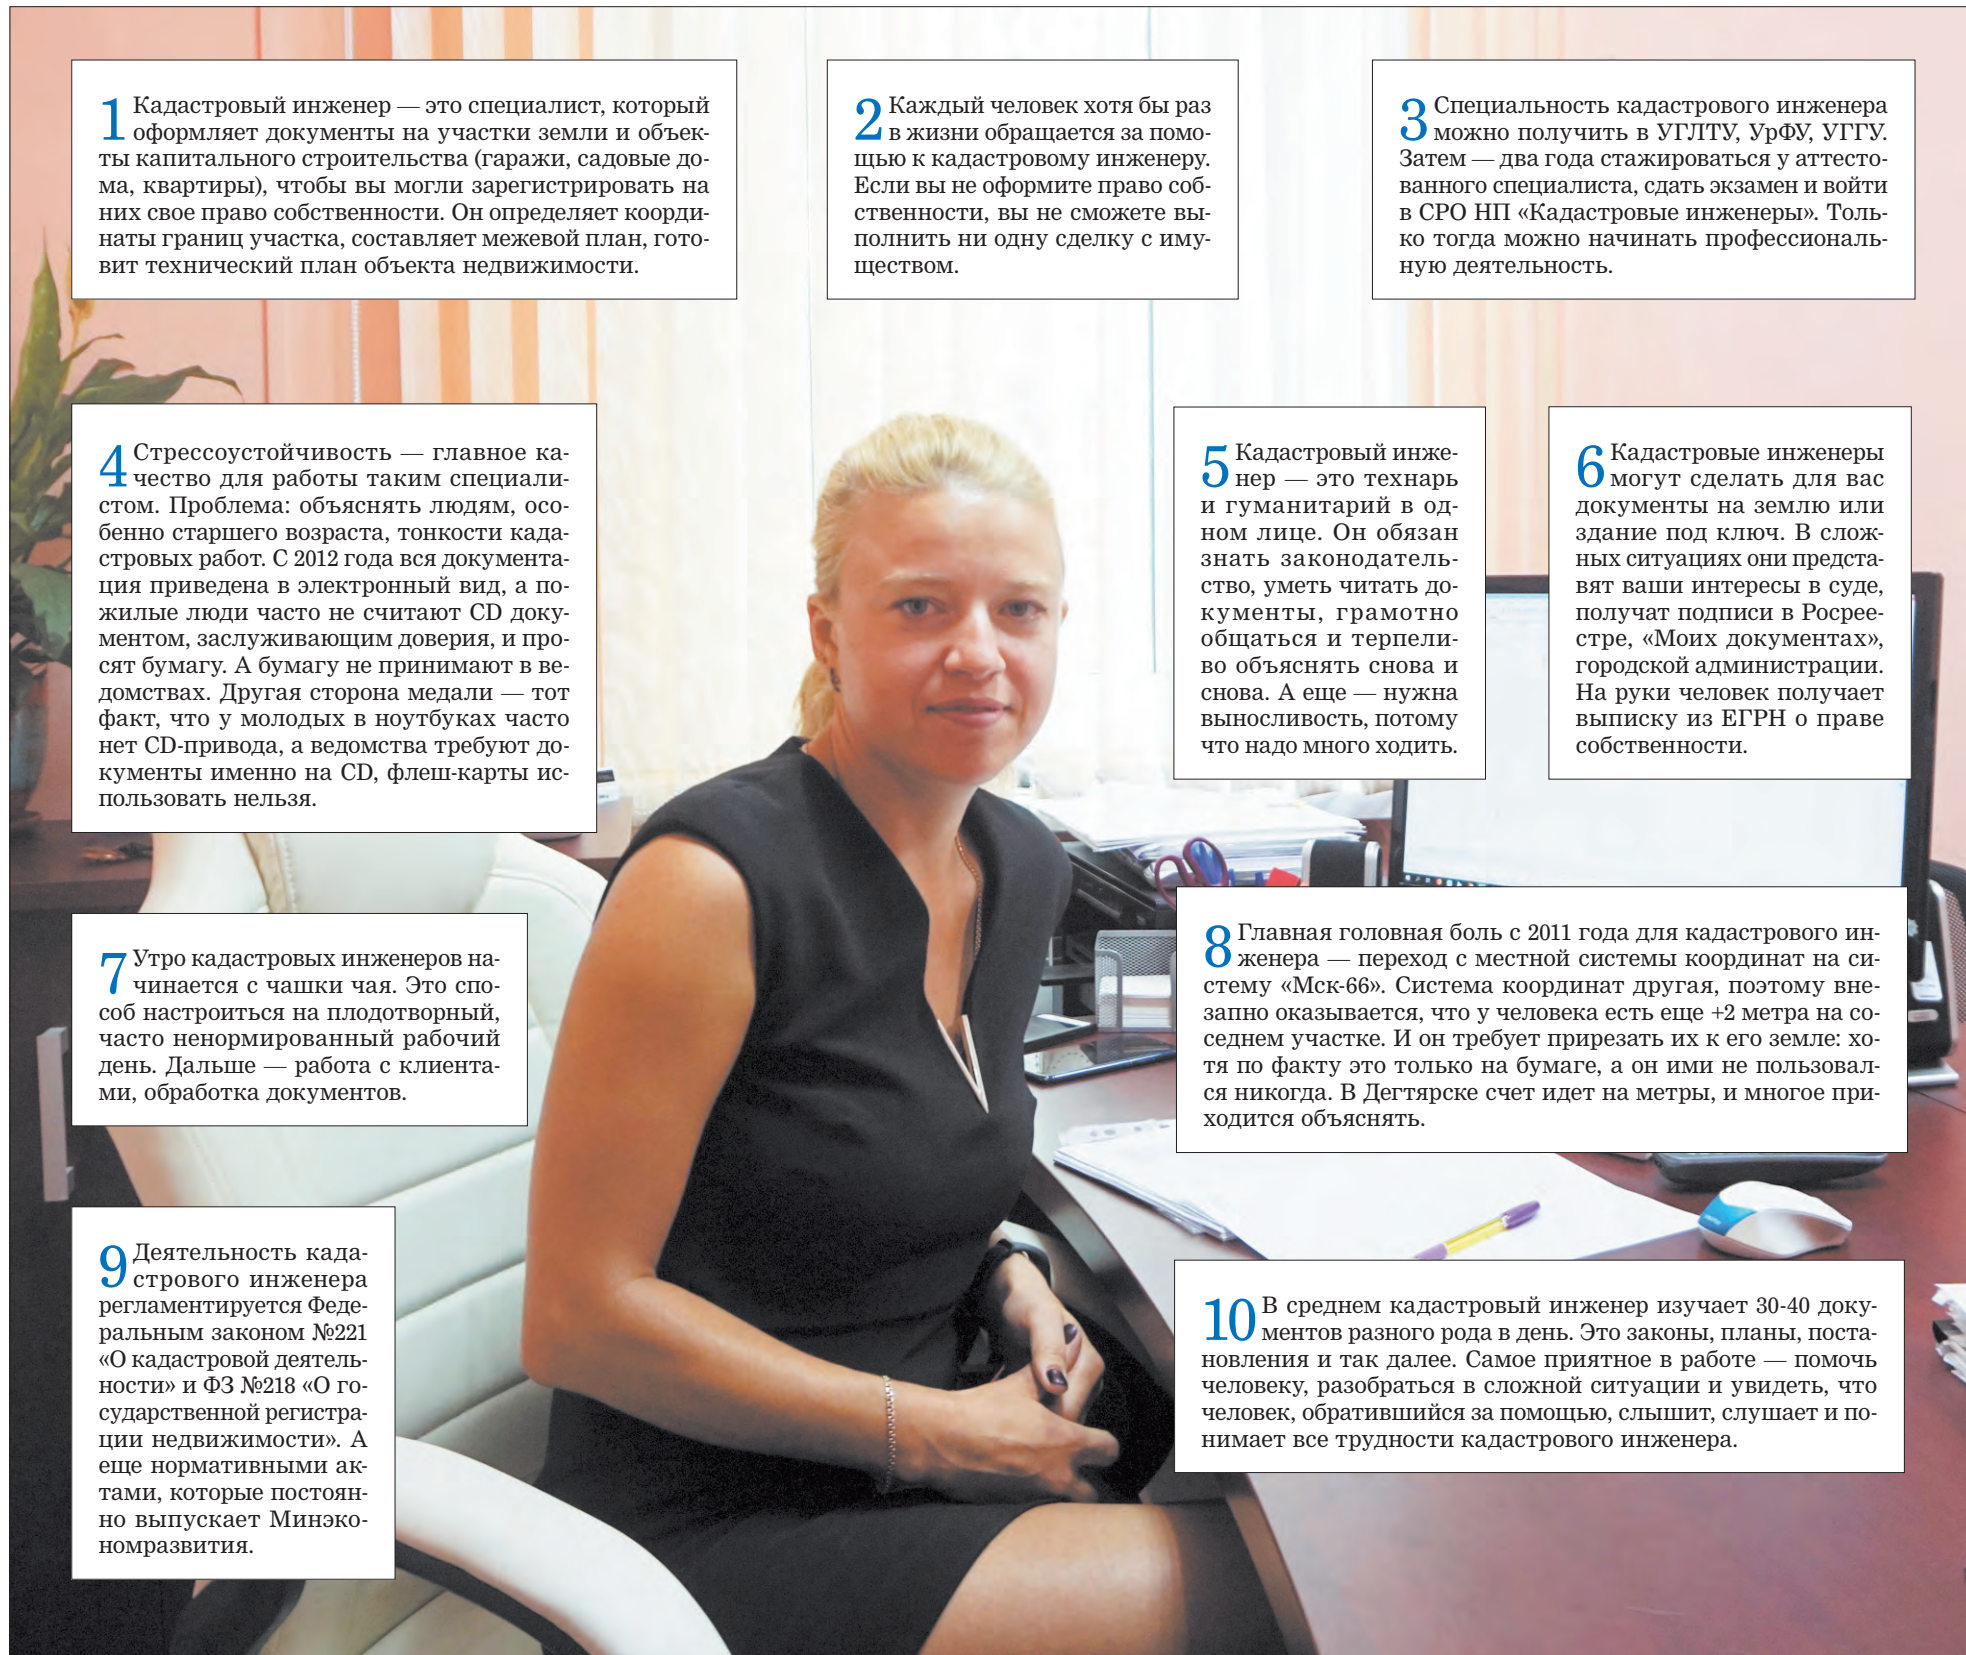 1 Кадастровый инженер — это специалист, который
оформляет документы на участки земли и объек-
ты капитального строительства (гаражи, садовые до-
ма, квартиры), чтобы вы могли зарегистрировать на
них свое право собственности. Он определяет коорди-
наты границ участка, составляет межевой план, гото-
вит технический план объекта недвижимости.
2 Каждый человек хотя бы раз
в жизни обращается за помо-
щью к кадастровому инженеру.
Если вы не оформите право соб-
ственности, вы не сможете вы-
полнить ни одну сделку с иму-
ществом.
3 Специальность кадастрового инженера
можно получить в УГЛТУ, УрФУ, УГГУ.
Затем — два года стажироваться у аттесто-
ванного специалиста, сдать экзамен и войти
в СРО НП «Кадастровые инженеры». Толь-
ко тогда можно начинать профессиональ-
ную деятельность.
4 Стрессоустойчивость — главное ка-
чество для работы таким специали-
стом. Проблема: объяснять людям, осо-
бенно старшего возраста, тонкости када-
стровых работ. С 2012 года вся документа-
ция приведена в электронный вид, а по-
жилые люди часто не считают CD доку-
ментом, заслуживающим доверия, и про-
сят бумагу. А бумагу не принимают в ве-
домствах. Другая сторона медали — тот
факт, что у молодых в ноутбуках часто
нет CD-привода, а ведомства требуют до-
кументы именно на CD, флеш-карты ис-
пользовать нельзя.
5 Кадастровый инже-
нер — это технарь
и гуманитарий в од-
ном лице. Он обязан
знать законодатель-
ство, уметь читать до-
кументы, грамотно
общаться и терпели-
во объяснять снова и
снова. А еще — нужна
выносливость, потому
что надо много ходить.
6 Кадастровые инженеры
могут сделать для вас
документы на землю или
здание под ключ. В слож-
ных ситуациях они предста-
вят ваши интересы в суде,
получат подписи в Росрее-
стре, «Моих документах»,
городской администрации.
На руки человек получает
выписку из ЕГРН о праве
собственности.
7 Утро кадастровых инженеров на-
чинается с чашки чая. Это спо-
соб настроиться на плодотворный,
часто ненормированный рабочий
день. Дальше — работа с клиента-
ми, обработка документов.
8 Главная головная боль с 2011 года для кадастрового ин-
женера — переход с местной системы координат на си-
стему «Мск-66». Система координат другая, поэтому вне-
запно оказывается, что у человека есть еще +2 метра на со-
седнем участке. И он требует прирезать их к его земле: хо-
тя по факту это только на бумаге, а он ими не пользовал-
ся никогда. В Дегтярске счет идет на метры, и многое при-
ходится объяснять.
9 Деятельность када-
стрового инженера
регламентируется Феде-
ральным законом №221
«О кадастровой деятель-
ности» и ФЗ №218 «О го-
сударственной регистра-
ции недвижимости». А
еще нормативными ак-
тами, которые постоян-
но выпускает Минэко-
номразвития.
10 В среднем кадастровый инженер изучает 30-40 доку-
ментов разного рода в день. Это законы, планы, поста-
новления и так далее. Самое приятное в работе — помочь
человеку, разобраться в сложной ситуации и увидеть, что
человек, обратившийся за помощью, слышит, слушает и по-
нимает все трудности кадастрового инженера.